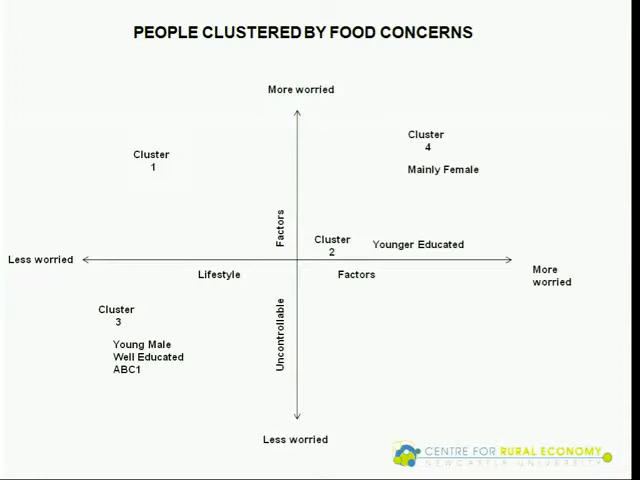 PEOPLE CLUSTERED BY FOOD CONCERNS
More worried
Cluster
4
Mainly Female
Cluster
1
Factors
Cluster
2
Younger Educated
Less worried
Lifestyle
Factors
More
worried
Cluster
3
Young Male
Well Educated
ABC1
Uncontrollable
Less worried
CENTRE FOR RURAL ECONOMY
NEWCASTLE UNIVERSITY